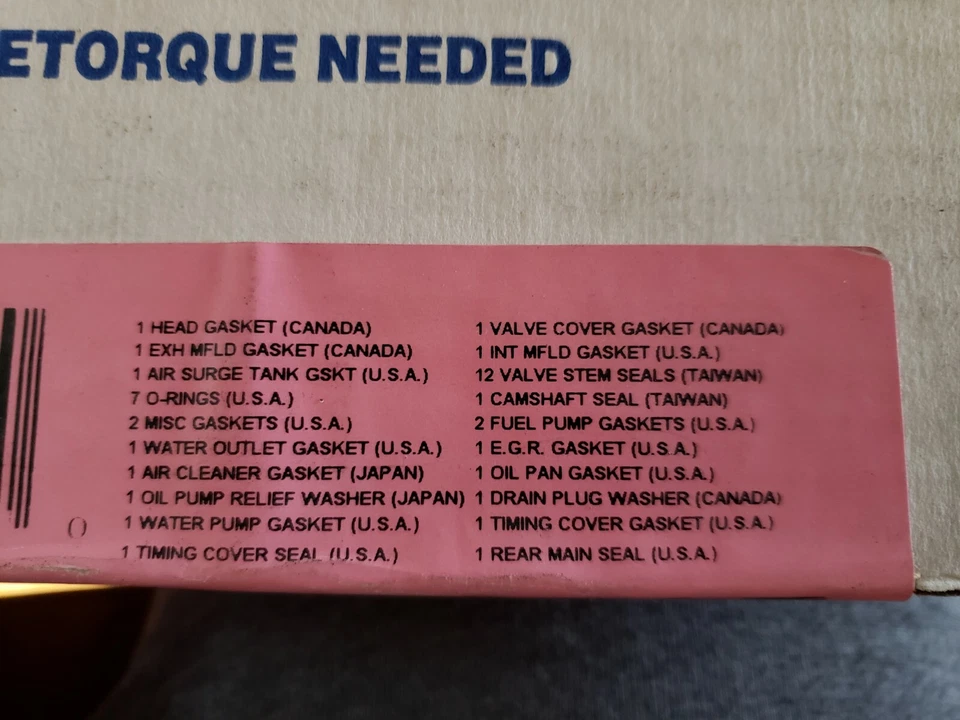 ETORQUE NEEDED
1 HEAD GASKET (CANADA)
1 EXH MFLD GASKET (CANADA)
1 AIR SURGE TANK GSKT (U.S.A.)
7 O-RINGS (U.S.A.)
2 MISC GASKETS (U.S.A.)
1 WATER OUTLET GASKET (U.S.A.)
1 AIR CLEANER GASKET (JAPAN)
1 OIL PUMP RELIEF WASHER (JAPAN)
1 WATER PUMP GASKET (U.S.A.)
1 TIMING COVER SEAL (U.S.A.)
1 VALVE COVER GASKET (CANADA)
1 INT MFLD GASKET (U.S.A.)
12 VALVE STEM SEALS (TAIWAN)
1 CAMSHAFT SEAL (TAIWAN)
2 FUEL PUMP GASKETS (U.S.A.)
1 E.G.R. GASKET (U.S.A.)
1 OIL PAN GASKET (U.S.A.)
1 DRAIN PLUG WASHER (CANADA)
1 TIMING COVER GASKET (U.S.A.)
1 REAR MAIN SEAL (U.S.A.)
0